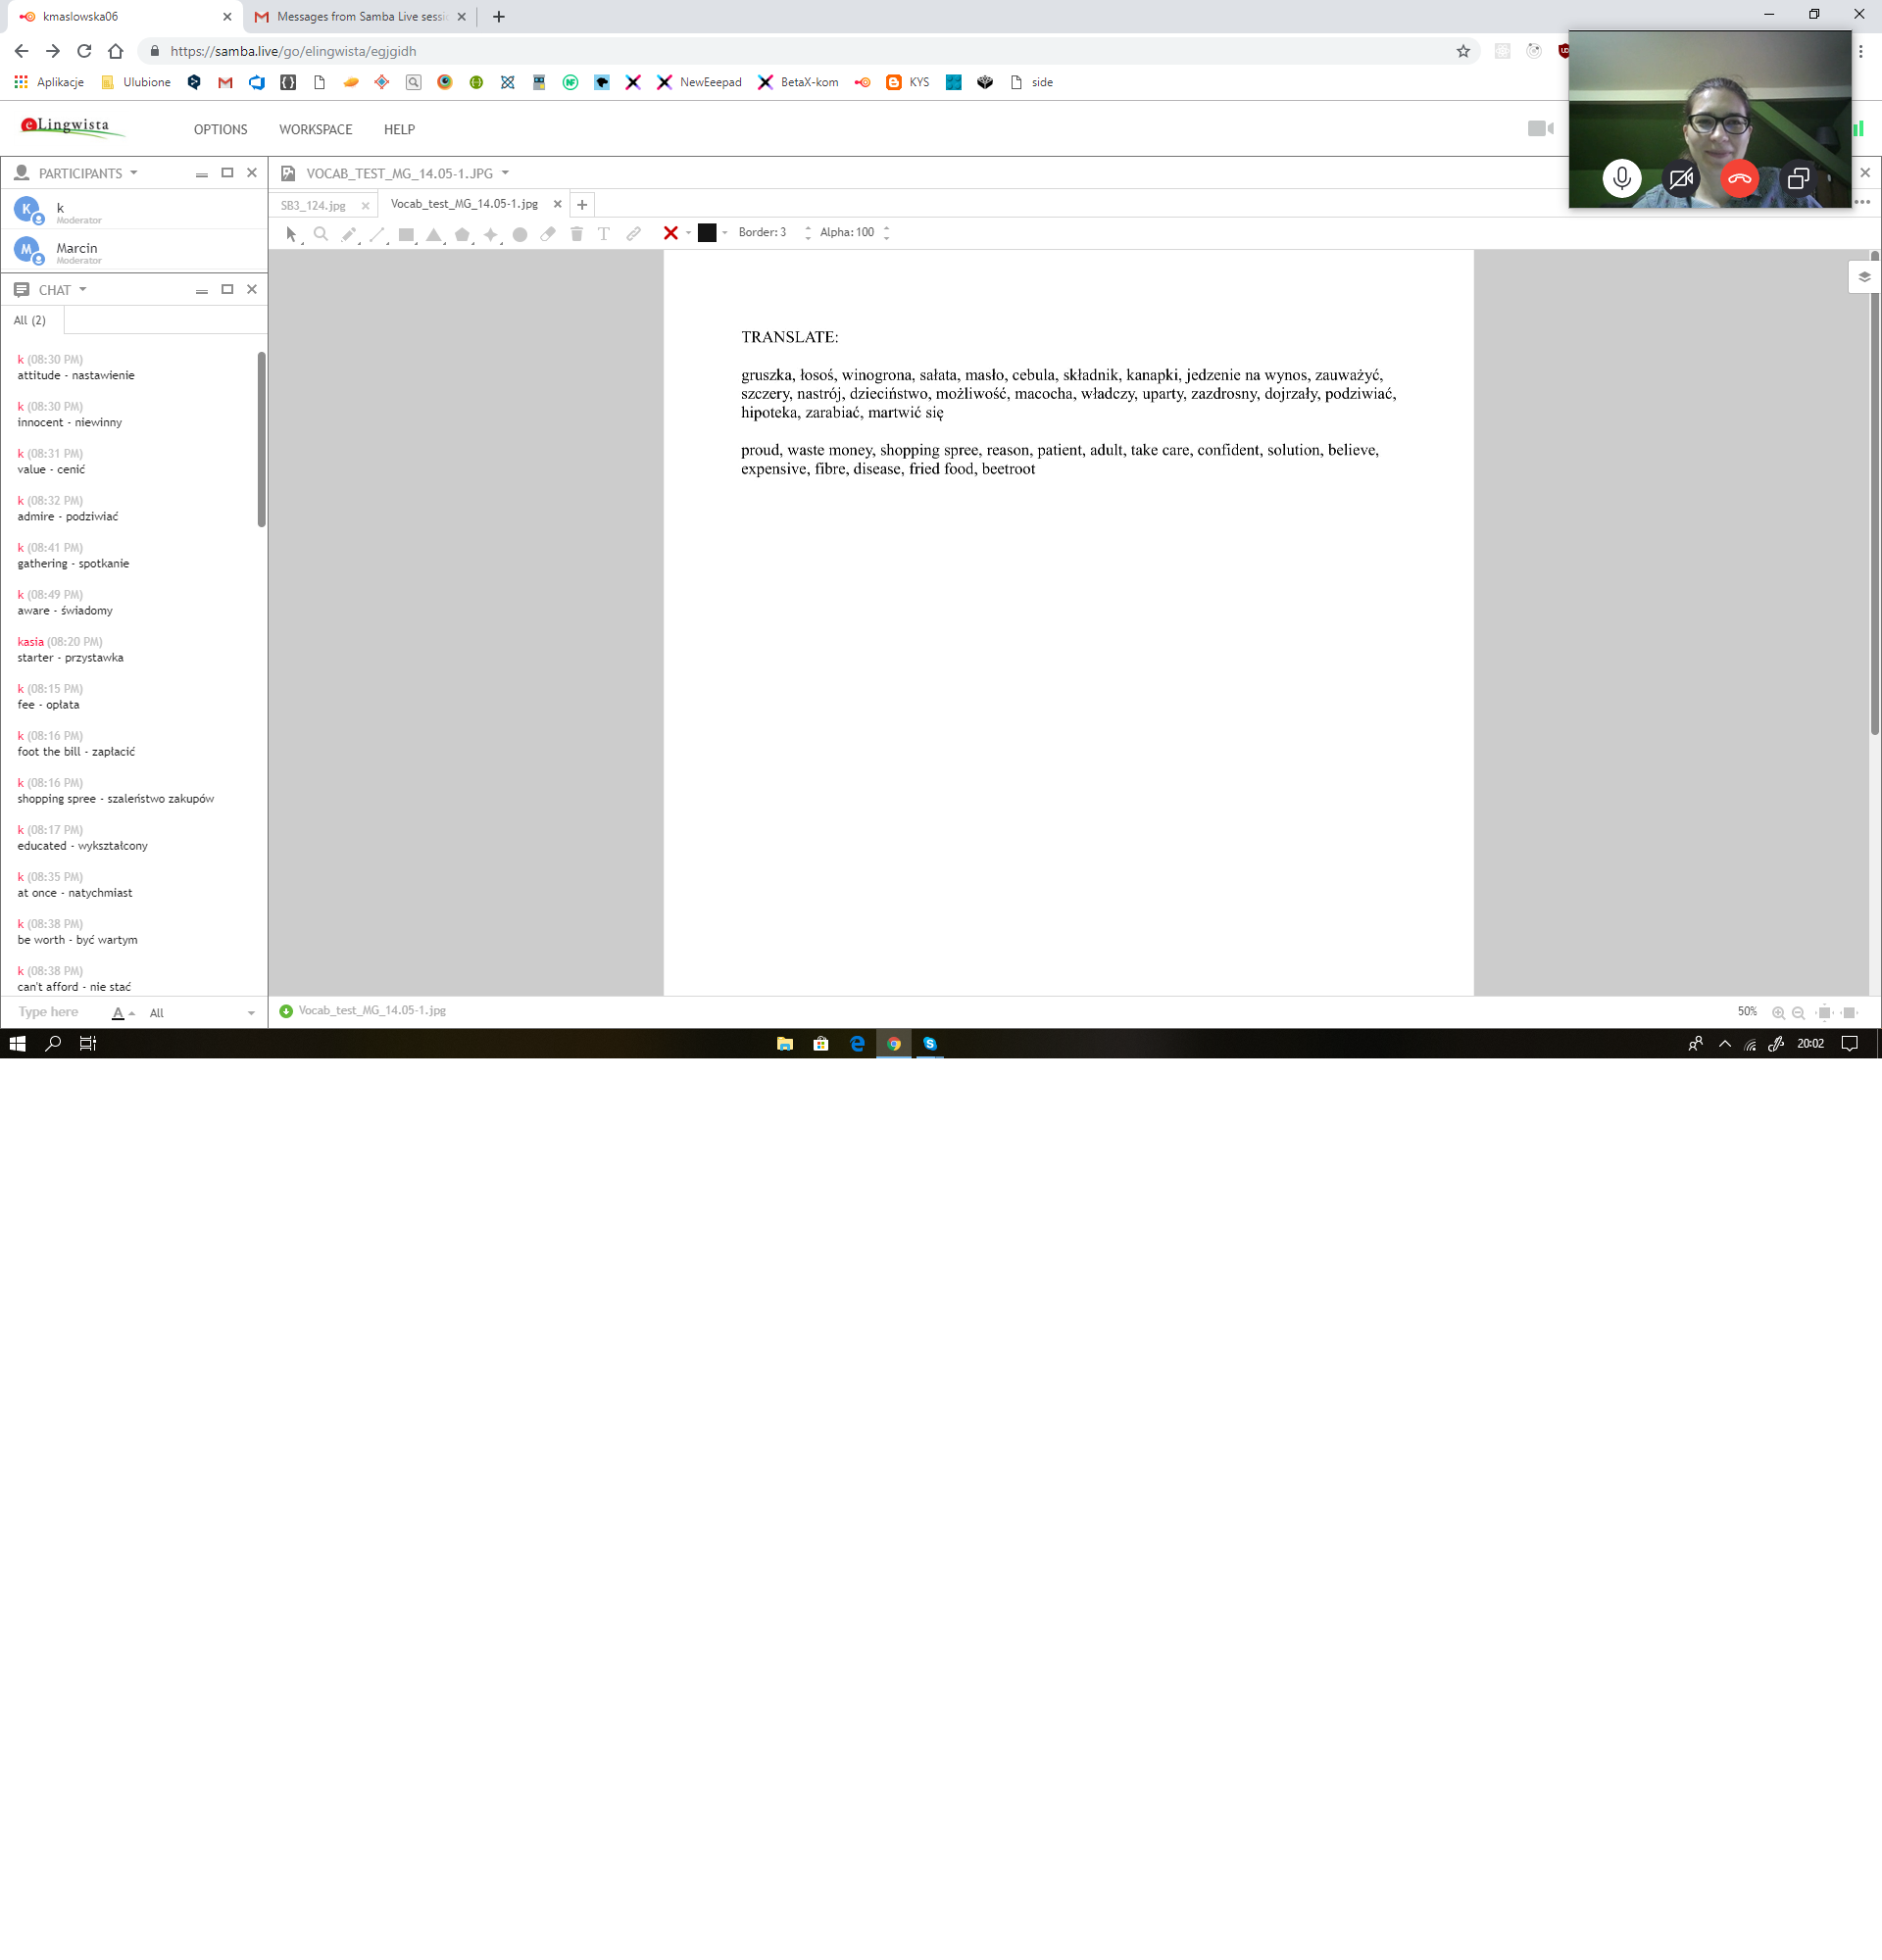 kmaslowska06
Messages from Samba Live sessi
https://samba.live/go/elingwista/egjgidh
Aplikacje
Ulubione
NewEeepad
BetaX-kom
KYS
side
eLingwista
OPTIONS
WORKSPACE
HELP
PARTICIPANTS
K
k
Moderator
M
Marcin
Moderator
CHAT
All (2)
k (08:30 PM)
attitude - nastawienie
k (08:30 PM)
innocent - niewinny
k (08:31 PM)
value - cenić
k (08:32 PM)
admire - podziwiać
k (08:41 PM)
gathering - spotkanie
k (08:49 PM)
aware - świadomy
kasia (08:20 PM)
starter - przystawka
k (08:15 PM)
fee - opłata
k (08:16 PM)
foot the bill - zapłacić
k (08:16 PM)
shopping spree - szaleństwo zakupów
k (08:17 PM)
educated - wykształcony
k (08:35 PM)
at once - natychmiast
k (08:38 PM)
be worth - być wartym
k (08:38 PM)
can't afford - nie stać
Type here
A
All
VOCAB_TEST_MG_14.05-1.JPG
SB3_124.jpg
Vocab_test_MG_14.05-1.jpg
T
Border: 3
Alpha: 100
TRANSLATE:
gruszka, łosoś, winogrona, sałata, masło, cebula, składnik, kanapki, jedzenie na wynos, zauważyć,
szczery, nastrój, dzieciństwo, możliwość, macocha, władczy, uparty, zazdrosny, dojrzały, podziwiać,
hipoteka, zarabiać, martwić się
proud, waste money, shopping spree, reason, patient, adult, take care, confident, solution, believe,
expensive, fibre, disease, fried food, beetroot
Vocab_test_MG_14.05-1.jpg
50%
20:02